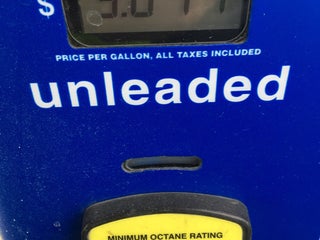 $
PRICE PER GALLON, ALL TAXES INCLUDED
unleaded
MINIMUM OCTANE RATING